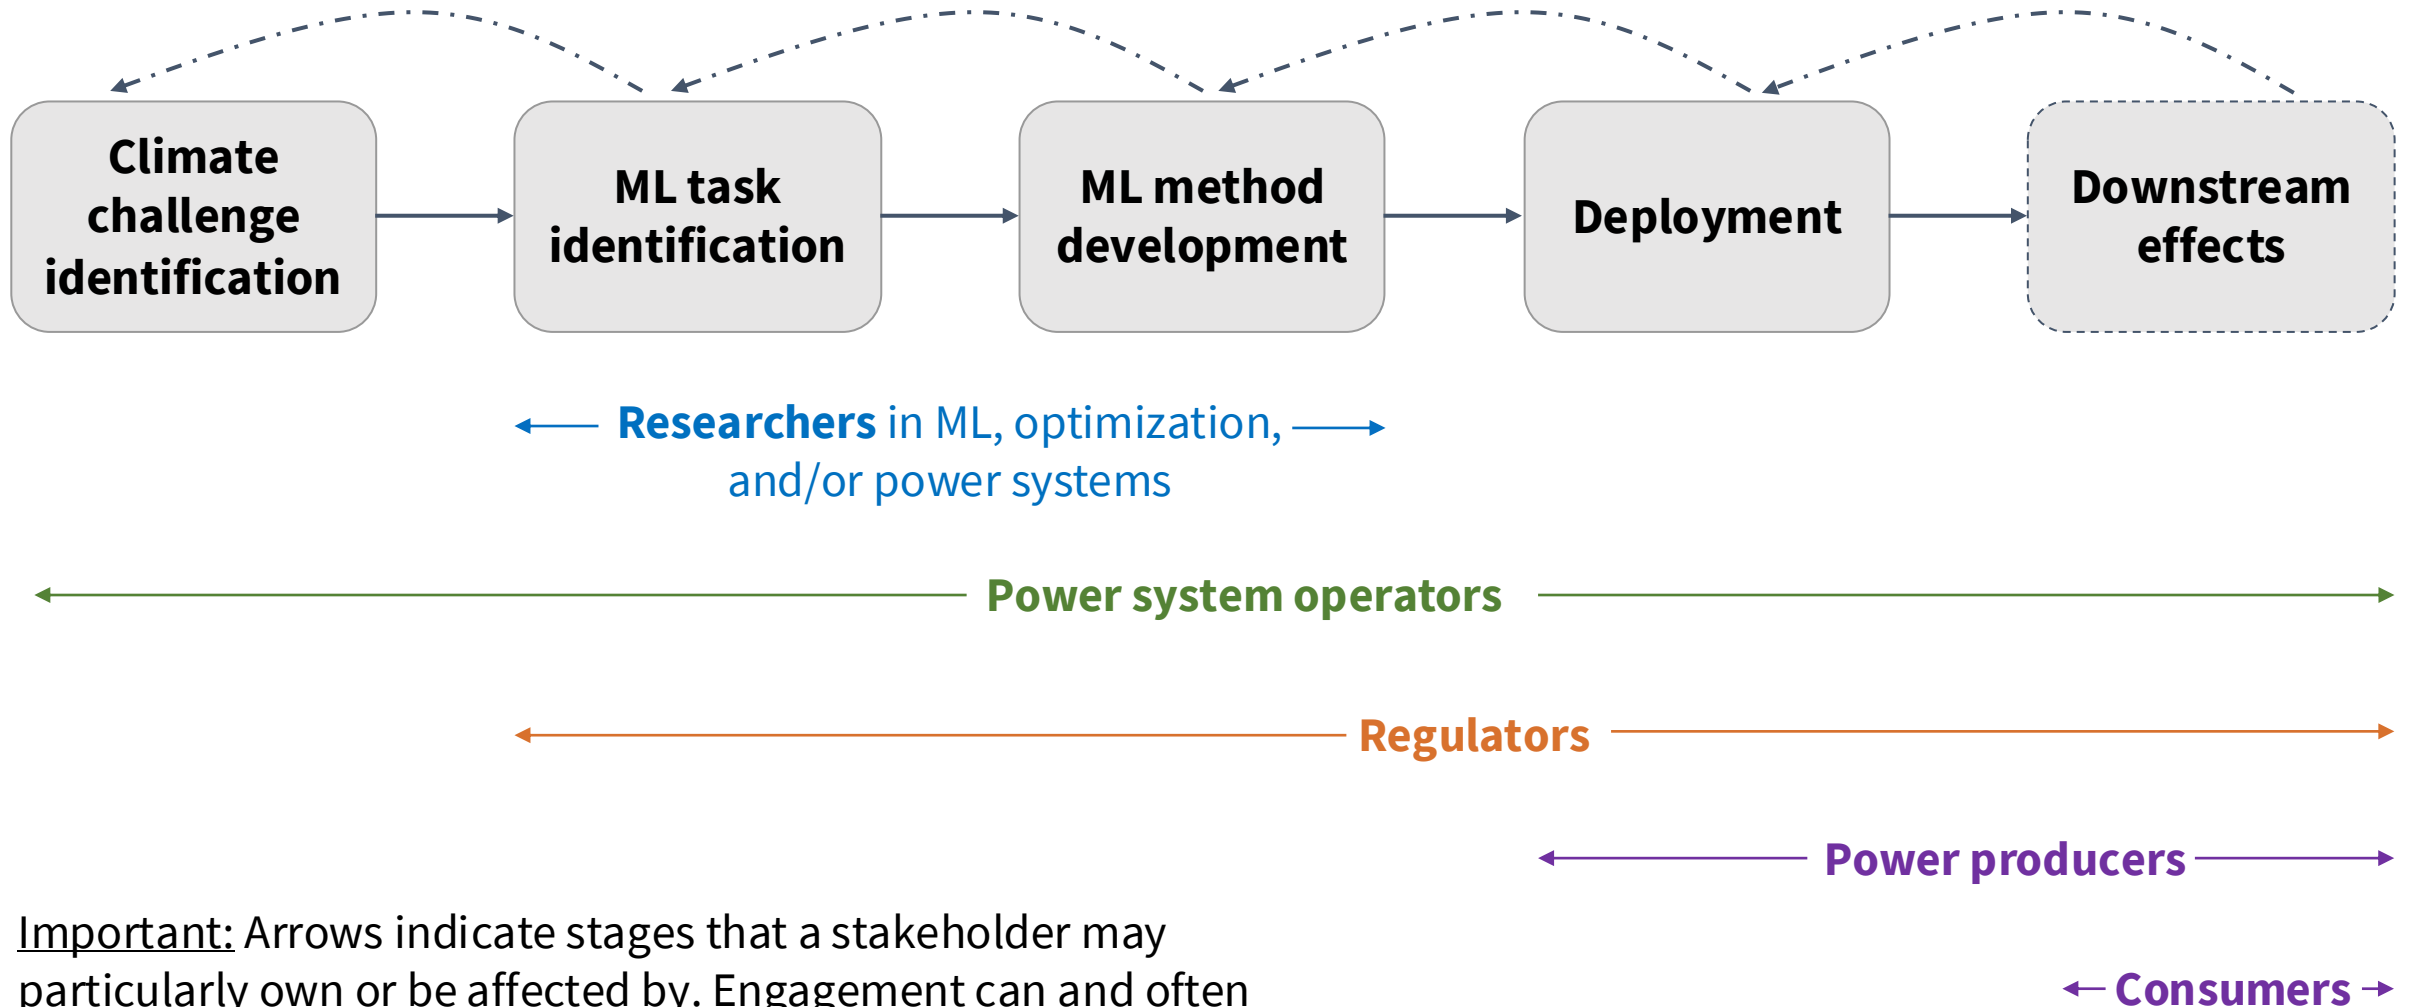 Climate
challenge
identification
ML task
identification
ML method
development
Deployment
Downstream
effects
Researchers in ML, optimization,
and/or power systems
Power system operators
Regulators
Power producers
Important: Arrows indicate stages that a stakeholder may
particularly own or be affected by. Engagement can and often
Consumers